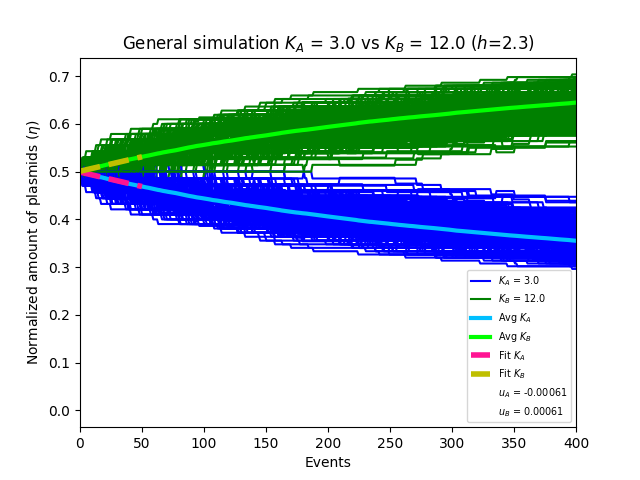 General simulation K_A = 3.0 vs K_B = 12.0 (h=2.3)
Normalized amount of plasmids (η)
0.7
0.6
0.5
0.4
0.3
0.2
0.1
0.0
K_A = 3.0
K_B = 12.0
Avg K_A
Avg K_B
Fit K_A
Fit K_B
u_A = -0.00061
u_B = 0.00061
0 50 100 150 200 250 300 350 400
Events